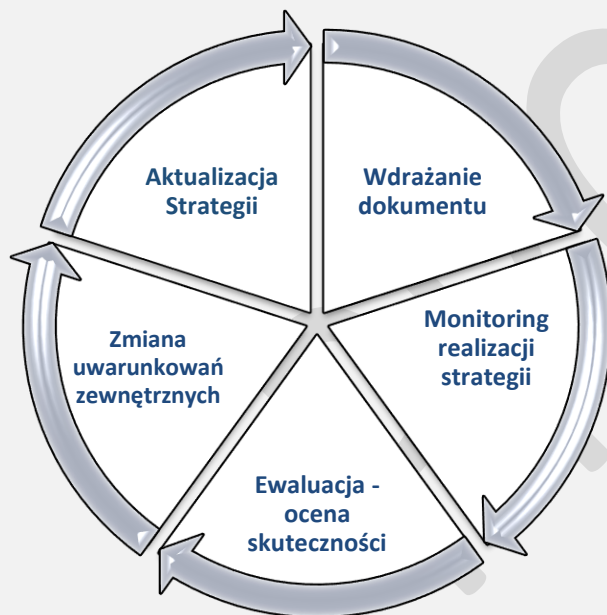 Wdrażanie
dokumentu
Monitoring
realizacji
strategii
Ewaluacja -
ocena
skuteczności
Zmiana
uwarunkowań
zewnętrznych
Aktualizacja
Strategii